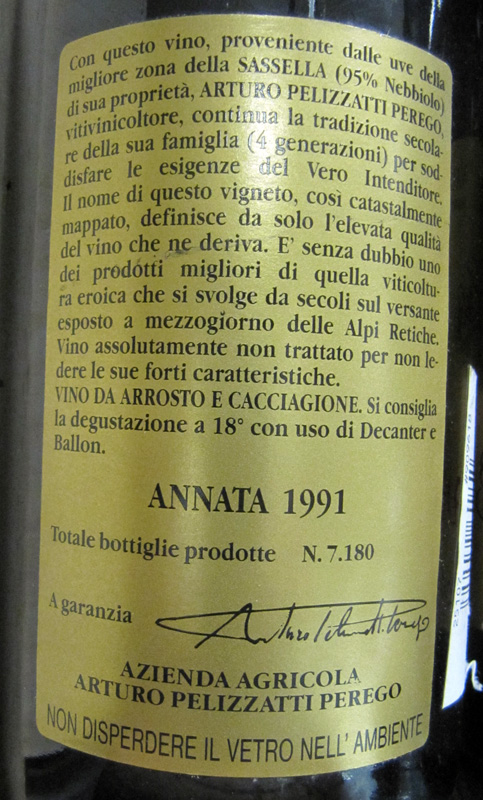 Con questo vino, proveniente dalle uve della
migliore zona della SASSELLA (95% Nebbiolo)
di sua proprietà, ARTURO PELIZZATTI PEREGO,
vitivinicoltore, continua la tradizione secola-
re della sua famiglia (4 generazioni) per sod-
disfare le esigenze del Vero Intenditore.
Il nome di questo vigneto, così catastalmente
mappato, definisce da solo l'elevata qualità
del vino che ne deriva. E' senza dubbio uno
dei prodotti migliori di quella viticoltu-
ra eroica che si svolge da secoli sul versante
esposto a mezzogiorno delle Alpi Retiche.
Vino assolutamente non trattato per non le-
dere le sue forti caratteristiche.
VINO DA ARROSTO E CACCIAGIONE. Si consiglia
la degustazione a 18° con uso di Decanter e
Ballon.
ANNATA 1991
Totale bottiglie prodotte N. 7.180
A garanzia
AZIENDA AGRICOLA
ARTURO PELIZZATTI PEREGO
NON DISPERDERE IL VETRO NELL' AMBIENTE